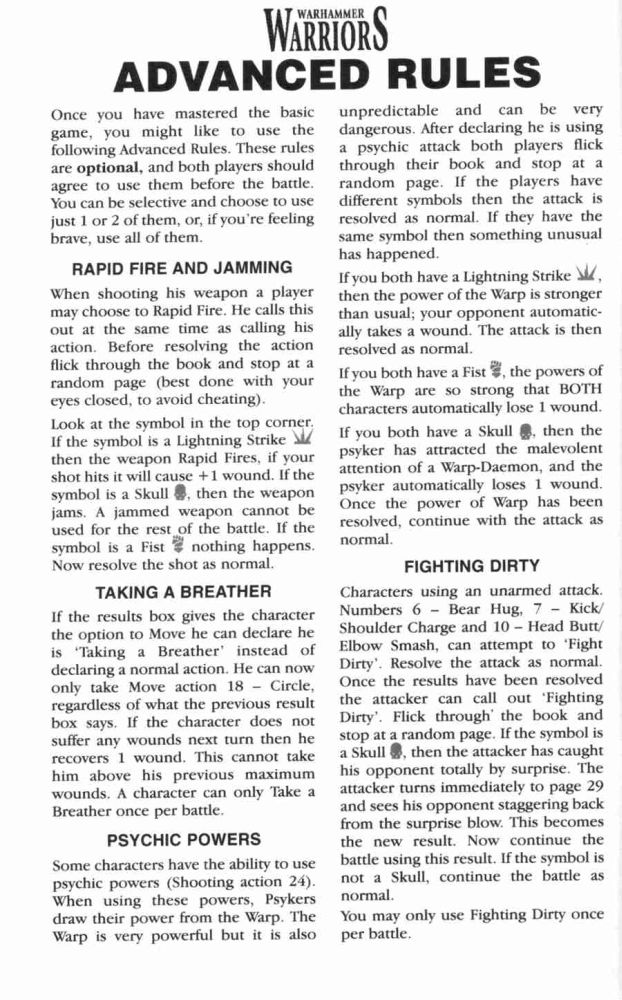 WARHAMMER
WARRIORS
ADVANCED RULES
Once you have mastered the basic
game, you might like to use the
following Advanced Rules. These rules
are optional, and both players should
agree to use them before the battle.
You can be selective and choose to use
just 1 or 2 of them, or, if you're feeling
brave, use all of them.
RAPID FIRE AND JAMMING
When shooting his weapon a player
may choose to Rapid Fire. He calls this
out at the same time as calling his
action. Before resolving the action
flick through the book and stop at a
random page (best done with your
eyes closed, to avoid cheating).
Look at the symbol in the top corner.
If the symbol is a Lightning Strike
then the weapon Rapid Fires, if your
shot hits it will cause +1 wound. If the
symbol is a Skull , then the weapon
jams. A jammed weapon cannot be
used for the rest of the battle. If the
symbol is a Fist nothing happens.
Now resolve the shot as normal.
TAKING A BREATHER
If the results box gives the character
the option to Move he can declare he
is 'Taking a Breather' instead of
declaring a normal action. He can now
only take Move action 18 – Circle,
regardless of what the previous result
box says. If the character does not
suffer any wounds next turn then he
recovers 1 wound. This cannot take
him above his previous maximum
wounds. A character can only Take a
Breather once per battle.
PSYCHIC POWERS
Some characters have the ability to use
psychic powers (Shooting action 24).
When using these powers, Psykers
draw their power from the Warp. The
Warp is very powerful but it is also
unpredictable and can be very
dangerous. After declaring he is using
a psychic attack both players flick
through their book and stop at a
random page. If the players have
different symbols then the attack is
resolved as normal. If they have the
same symbol then something unusual
has happened.
If you both have a Lightning Strike ,
then the power of the Warp is stronger
than usual; your opponent automatic-
ally takes a wound. The attack is then
resolved as normal.
If you both have a Fist , the powers of
the Warp are so strong that BOTH
characters automatically lose 1 wound.
If you both have a Skull , then the
psyker has attracted the malevolent
attention of a Warp-Daemon, and the
psyker automatically loses 1 wound.
Once the power of Warp has been
resolved, continue with the attack as
normal.
FIGHTING DIRTY
Characters using an unarmed attack.
Numbers 6 – Bear Hug, 7 – Kick/
Shoulder Charge and 10 – Head Butt/
Elbow Smash, can attempt to 'Fight
Dirty'. Resolve the attack as normal.
Once the results have been resolved
the attacker can call out 'Fighting
Dirty'. Flick through the book and
stop at a random page. If the symbol is
a Skull , then the attacker has caught
his opponent totally by surprise. The
attacker turns immediately to page 29
and sees his opponent staggering back
from the surprise blow. This becomes
the new result. Now continue the
battle using this result. If the symbol is
not a Skull, continue the battle as
normal.
You may only use Fighting Dirty once
per battle.